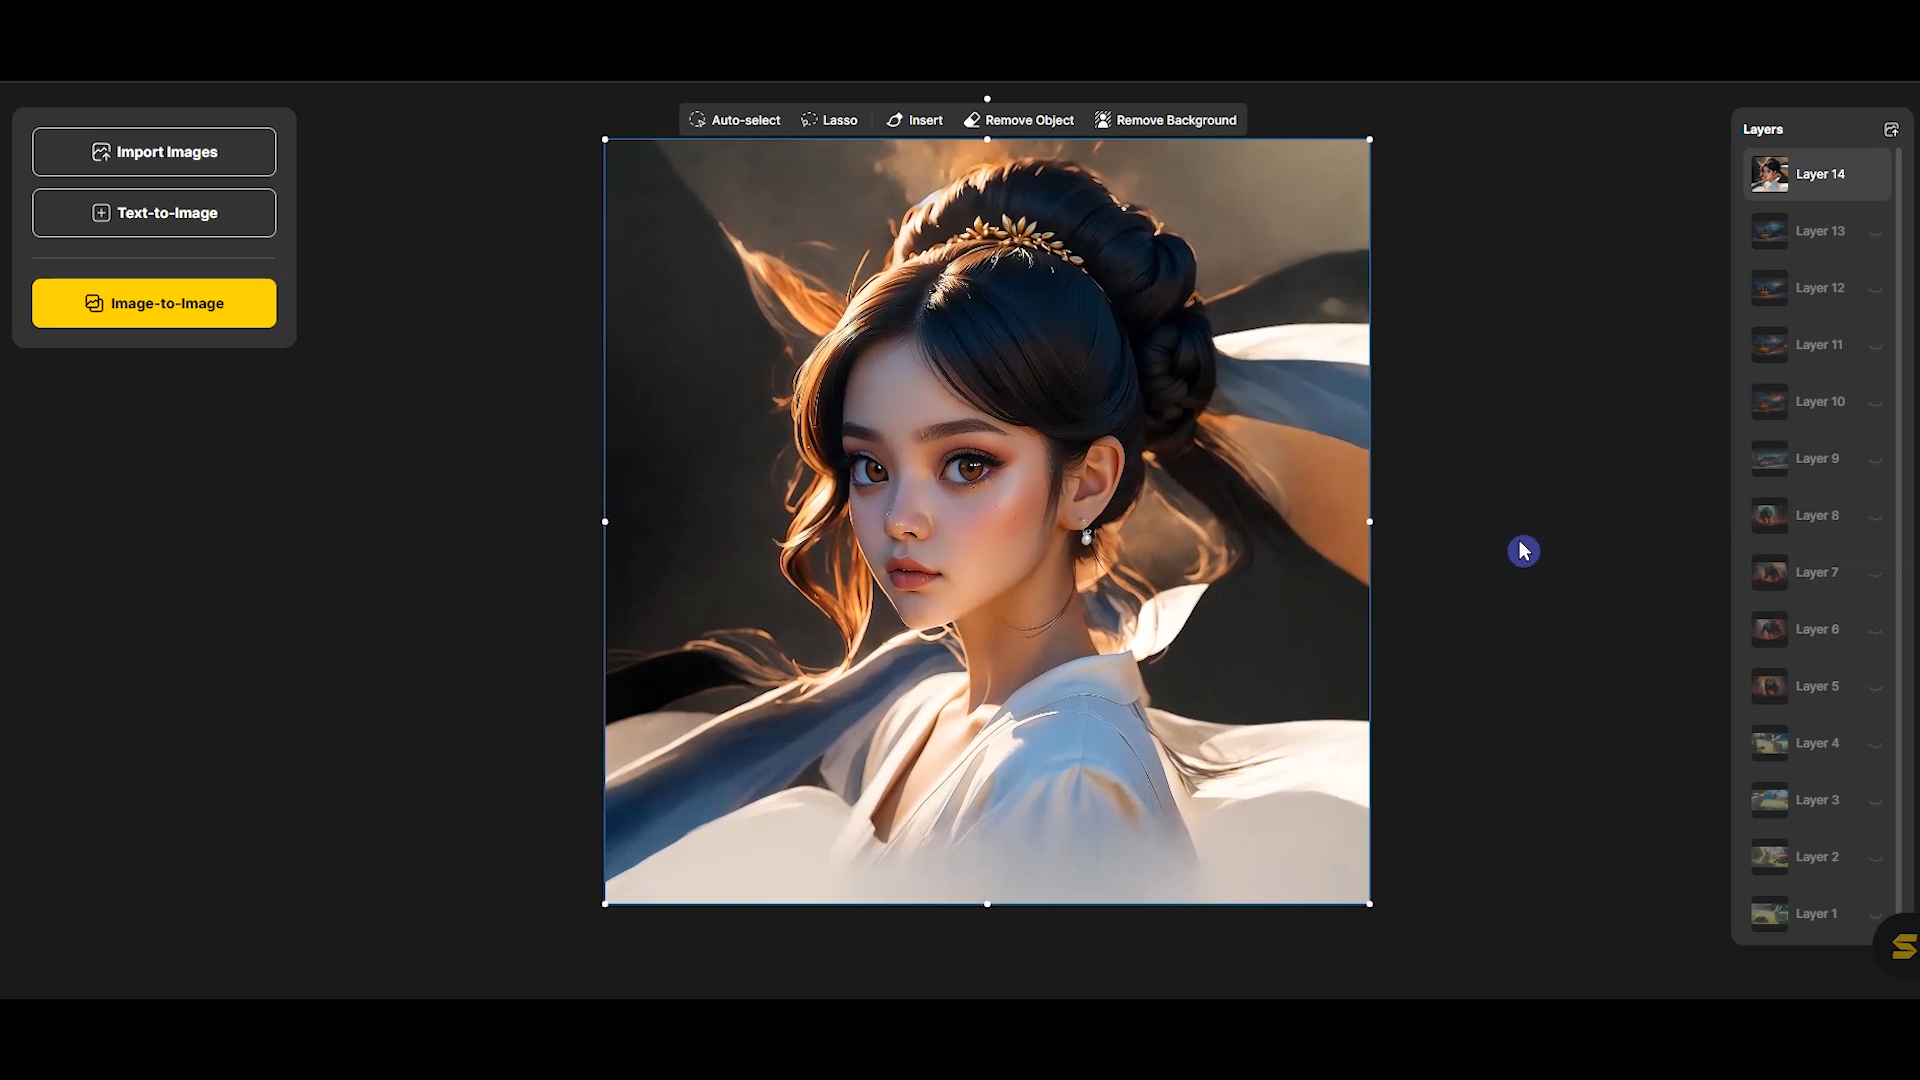 Import Images
Text-to-Image
Image-to-Image
Auto-select
Lasso
Insert
Remove Object
Remove Background
Layers
Layer 14
Layer 13
Layer 12
Layer 11
Layer 10
Layer 9
Layer 8
Layer 7
Layer 6
Layer 5
Layer 4
Layer 3
Layer 2
Layer 1